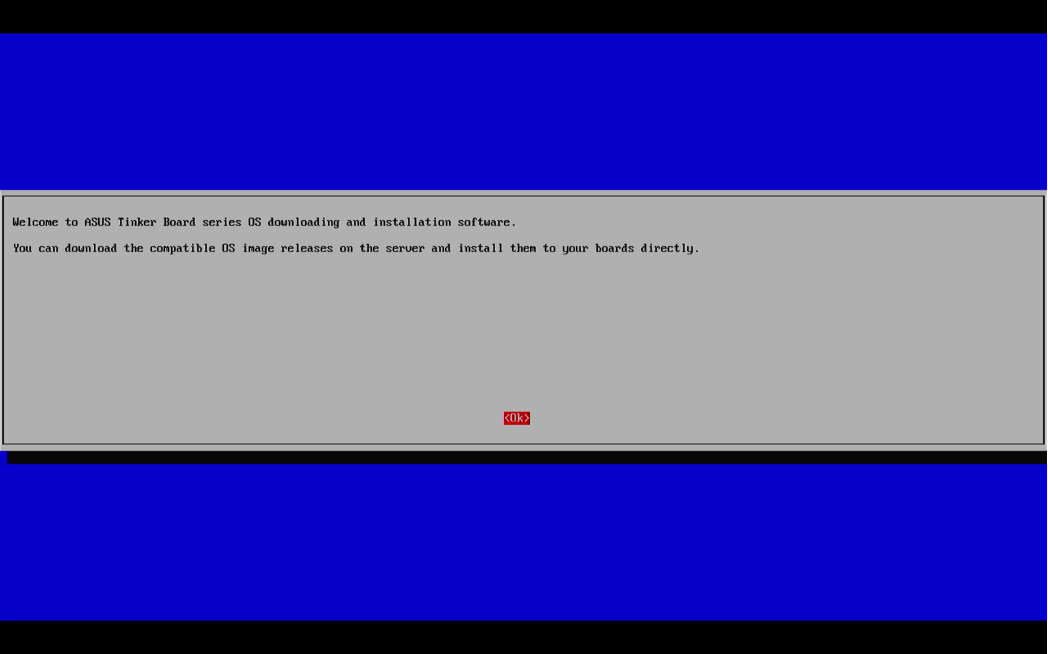 Welcome to ASUS Tinker Board series OS downloading and installation software.
You can download the compatible OS image releases on the server and install them to your boards directly.
<Ok>